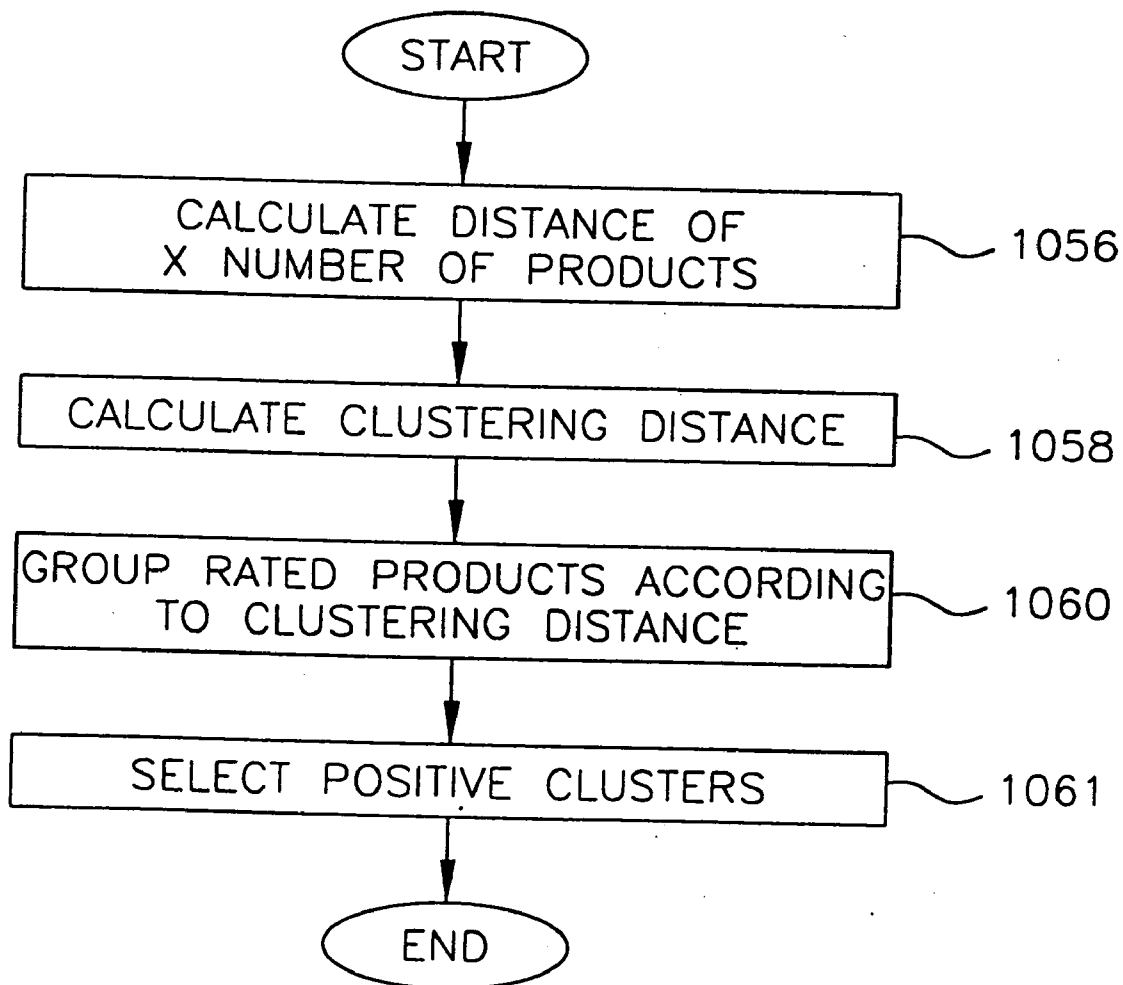 START
CALCULATE DISTANCE OF
X NUMBER OF PRODUCTS
1056
CALCULATE CLUSTERING DISTANCE
1058
GROUP RATED PRODUCTS ACCORDING
TO CLUSTERING DISTANCE
1060
SELECT POSITIVE CLUSTERS
1061
END